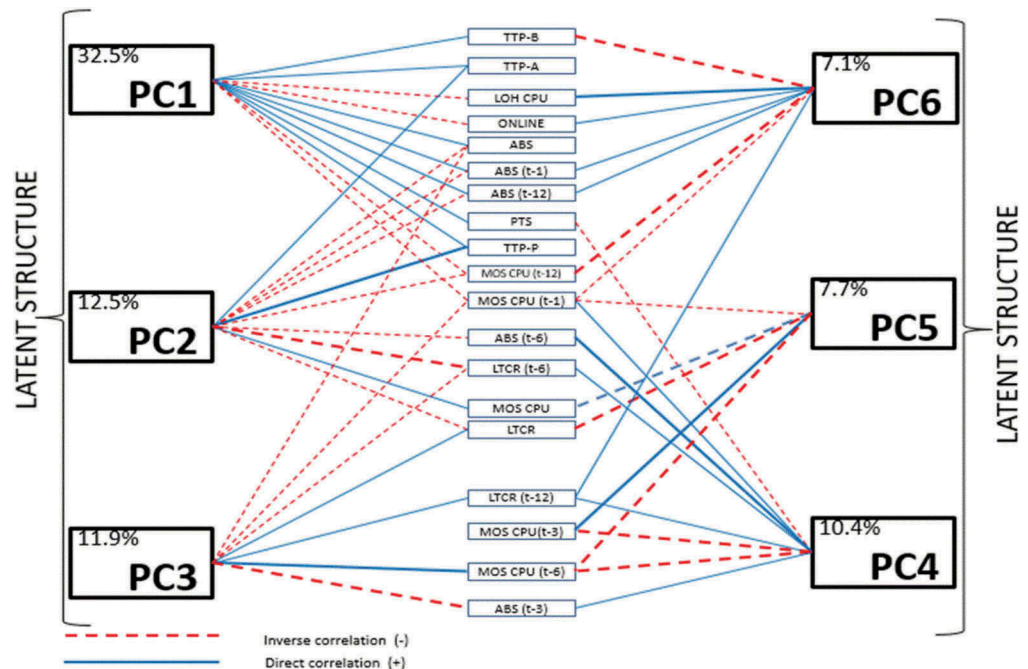 LATENT STRUCTURE
32.5%
PC1
12.5%
PC2
11.9%
PC3
TTP-B
TTP-A
LOH CPU
ONLINE
ABS
ABS (t-1)
ABS (t-12)
PTS
TTP-P
MOS CPU (t-12)
MOS CPU (t-1)
ABS (t-6)
LTCR (t-6)
MOS CPU
LTCR
LTCR (t-12)
MOS CPU(t-3)
MOS CPU (t-6)
ABS (t-3)
7.1%
PC6
7.7%
PC5
10.4%
PC4
LATENT STRUCTURE
Inverse correlation (-)
Direct correlation (+)